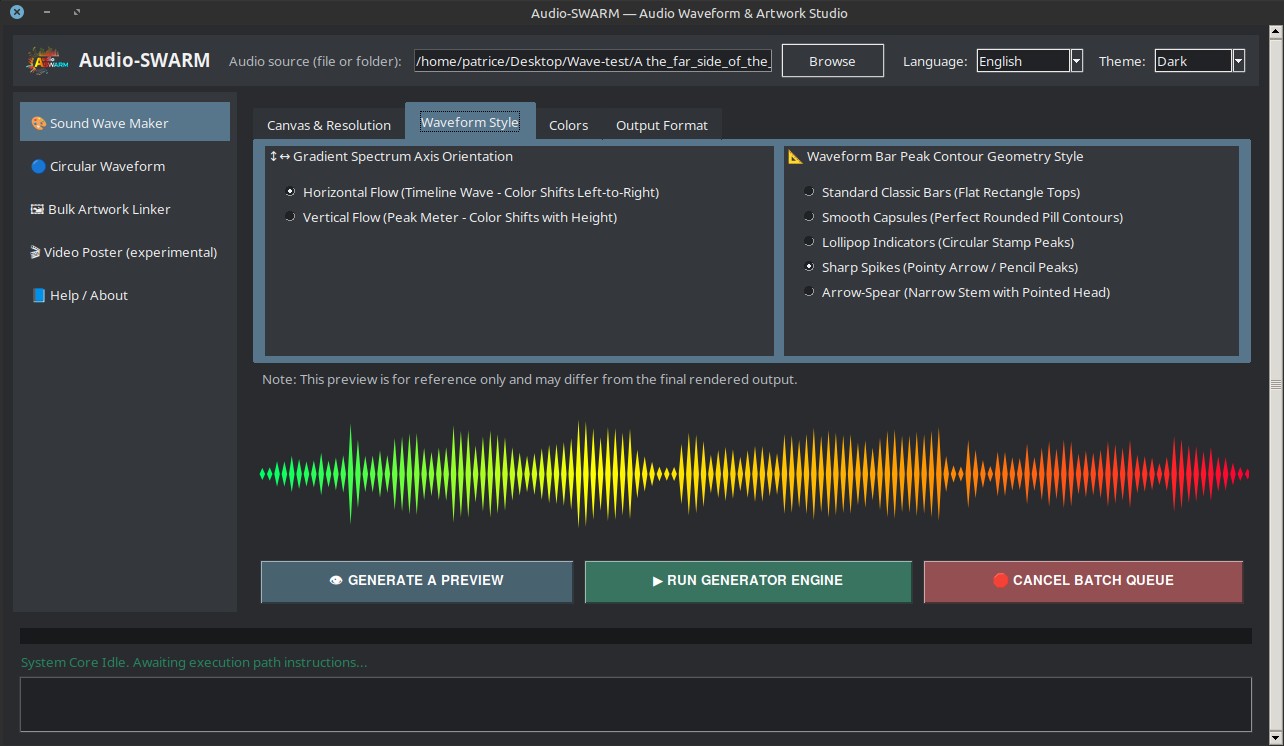 Audio-SWARM — Audio Waveform & Artwork Studio
Audio-SWARM
Audio source (file or folder):
/home/patrice/Desktop/Wave-test/A the_far_side_of_the_
Browse
Language:
English
Theme:
Dark
Sound Wave Maker
Circular Waveform
Bulk Artwork Linker
Video Poster (experimental)
Help / About
Canvas & Resolution
Waveform Style
Colors
Output Format
Gradient Spectrum Axis Orientation
Horizontal Flow (Timeline Wave - Color Shifts Left-to-Right)
Vertical Flow (Peak Meter - Color Shifts with Height)
Waveform Bar Peak Contour Geometry Style
Standard Classic Bars (Flat Rectangle Tops)
Smooth Capsules (Perfect Rounded Pill Contours)
Lollipop Indicators (Circular Stamp Peaks)
Sharp Spikes (Pointy Arrow / Pencil Peaks)
Arrow-Spear (Narrow Stem with Pointed Head)
Note: This preview is for reference only and may differ from the final rendered output.
GENERATE A PREVIEW
RUN GENERATOR ENGINE
CANCEL BATCH QUEUE
System Core Idle. Awaiting execution path instructions...